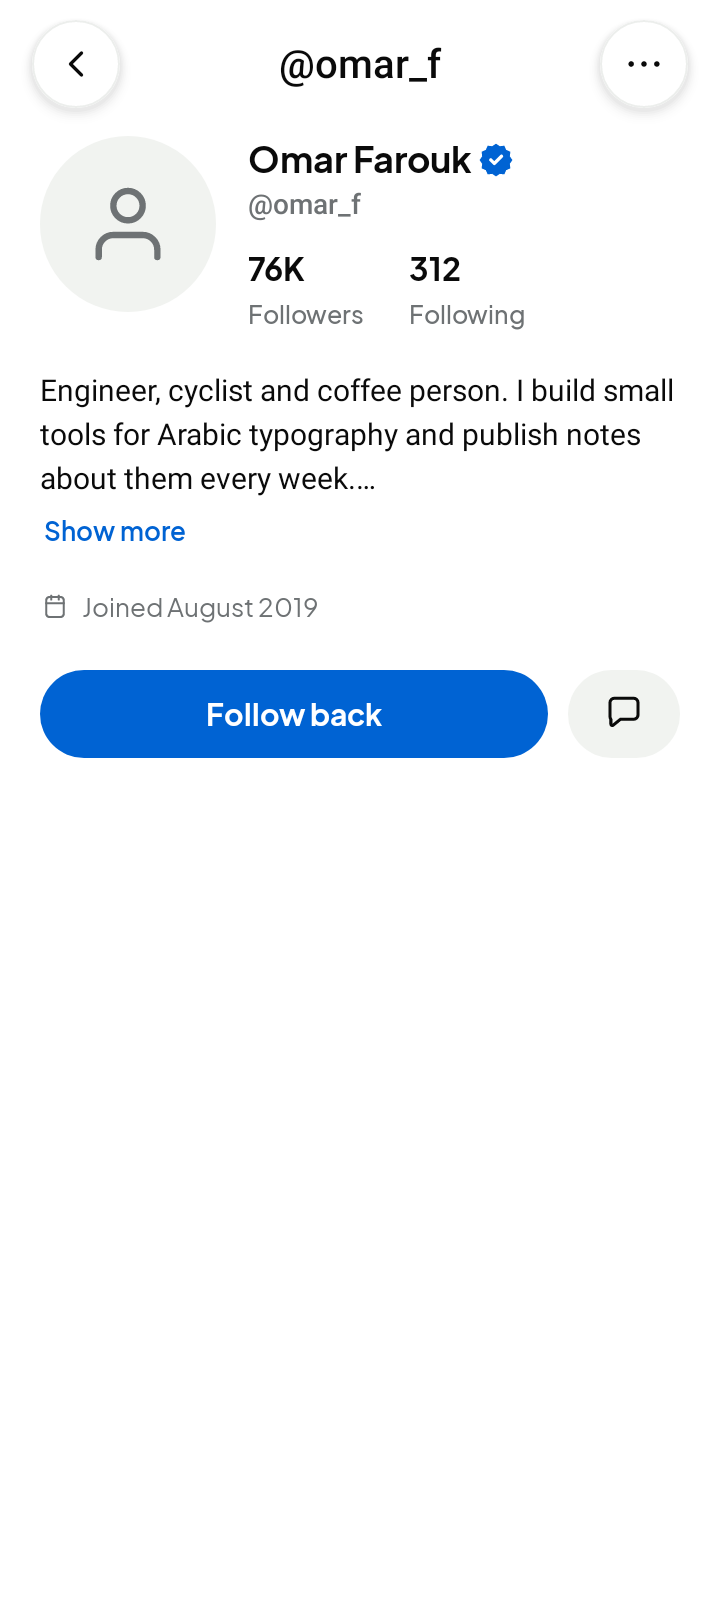 @omar_f
Omar Farouk
@omar_f
76K
Followers
312
Following
Engineer, cyclist and coffee person. I build small
tools for Arabic typography and publish notes
about them every week.…
Show more
Joined August 2019
Follow back